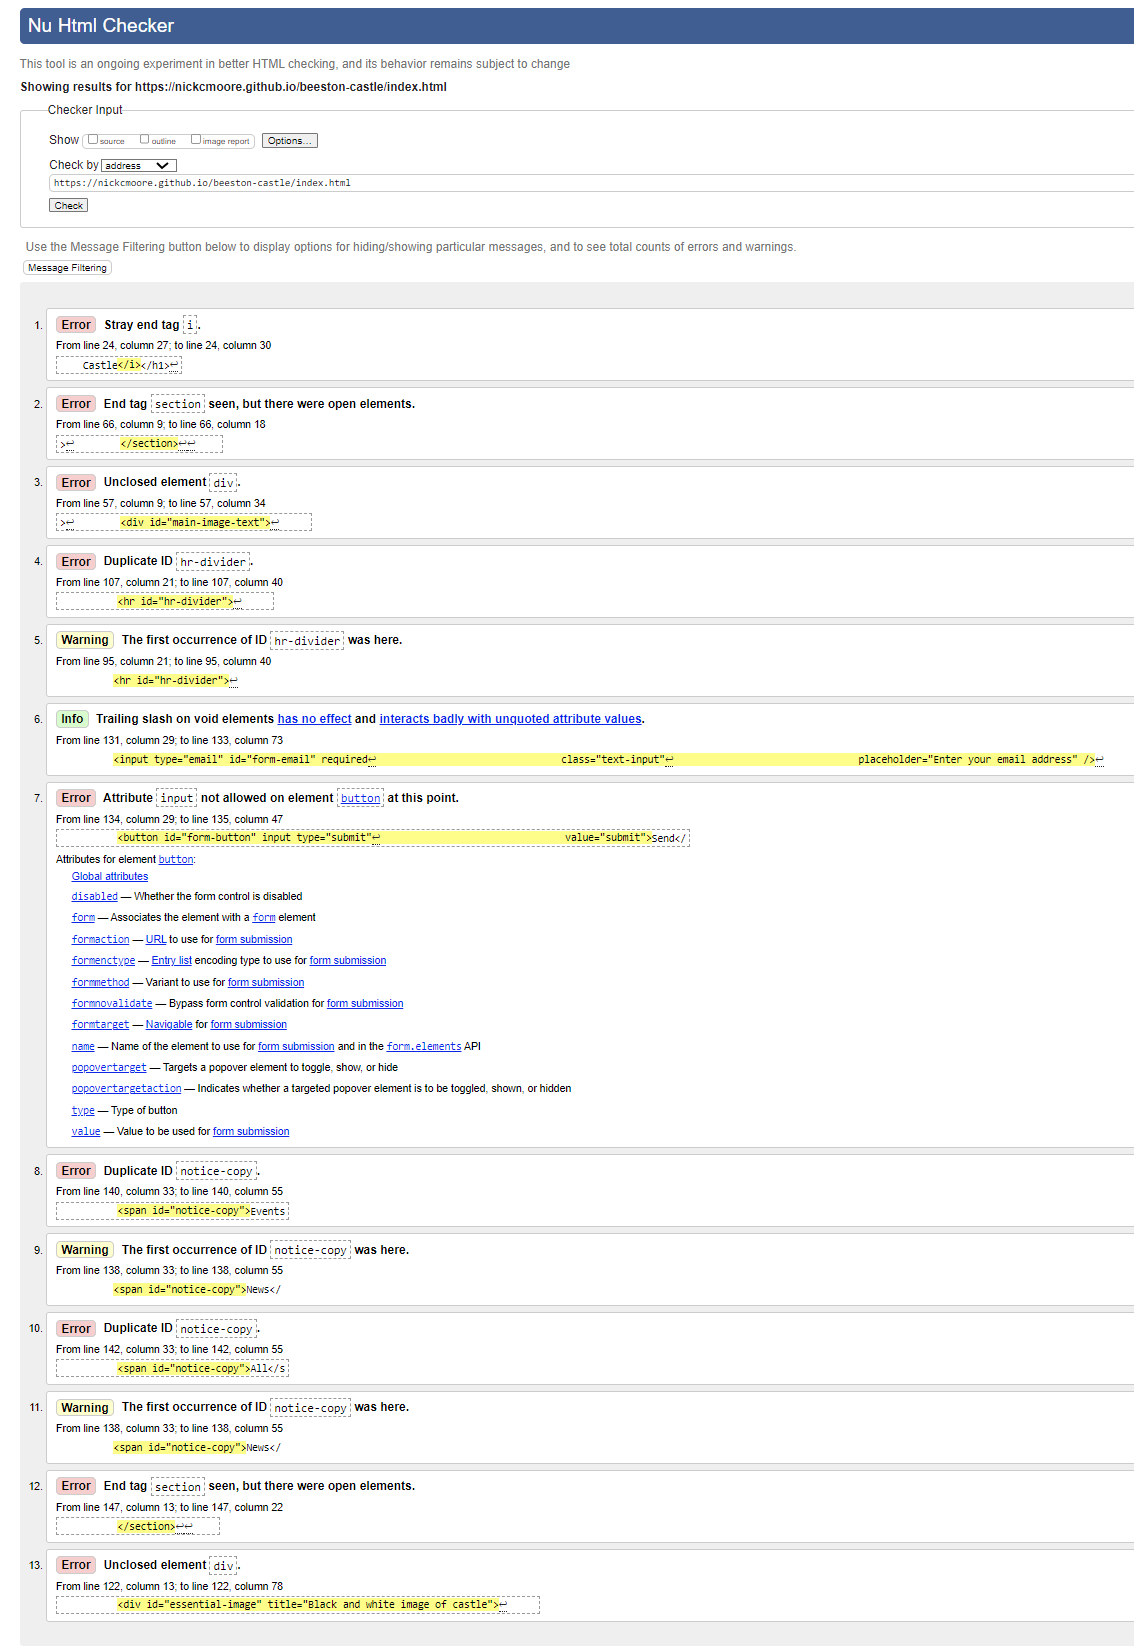 Nu Html Checker
This tool is an ongoing experiment in better HTML checking, and its behavior remains subject to change
Showing results for https://nickcmoore.github.io/beeston-castle/index.html
Checker Input
Show source outline image report Options...
Check by address
https://nickcmoore.github.io/beeston-castle/index.html
Check
Use the Message Filtering button below to display options for hiding/showing particular messages, and to see total counts of errors and warnings.
Message Filtering
1. Error Stray end tag i.
From line 24, column 27; to line 24, column 30
Castle</i></h1>↩
2. Error End tag section seen, but there were open elements.
From line 66, column 9; to line 66, column 18
>↩ </section>↩↩
3. Error Unclosed element div.
From line 57, column 9; to line 57, column 34
>↩ <div id="main-image-text">↩
4. Error Duplicate ID hr-divider.
From line 107, column 21; to line 107, column 40
<hr id="hr-divider">↩
5. Warning The first occurrence of ID hr-divider was here.
From line 95, column 21; to line 95, column 40
<hr id="hr-divider">↩
6. Info Trailing slash on void elements has no effect and interacts badly with unquoted attribute values.
From line 131, column 29; to line 133, column 73
<input type="email" id="form-email" required↩ class="text-input"↩ placeholder="Enter your email address" />↩
7. Error Attribute input not allowed on element button at this point.
From line 134, column 29; to line 135, column 47
<button id="form-button" input type="submit"↩ value="submit">Send</
Attributes for element button:
Global attributes
disabled — Whether the form control is disabled
form — Associates the element with a form element
formaction — URL to use for form submission
formenctype — Entry list encoding type to use for form submission
formmethod — Variant to use for form submission
formnovalidate — Bypass form control validation for form submission
formtarget — Navigable for form submission
name — Name of the element to use for form submission and in the form.elements API
popovertarget — Targets a popover element to toggle, show, or hide
popovertargetaction — Indicates whether a targeted popover element is to be toggled, shown, or hidden
type — Type of button
value — Value to be used for form submission
8. Error Duplicate ID notice-copy.
From line 140, column 33; to line 140, column 55
<span id="notice-copy">Events
9. Warning The first occurrence of ID notice-copy was here.
From line 138, column 33; to line 138, column 55
<span id="notice-copy">News</
10. Error Duplicate ID notice-copy.
From line 142, column 33; to line 142, column 55
<span id="notice-copy">All</s
11. Warning The first occurrence of ID notice-copy was here.
From line 138, column 33; to line 138, column 55
<span id="notice-copy">News</
12. Error End tag section seen, but there were open elements.
From line 147, column 13; to line 147, column 22
</section>↩↩
13. Error Unclosed element div.
From line 122, column 13; to line 122, column 78
<div id="essential-image" title="Black and white image of castle">↩